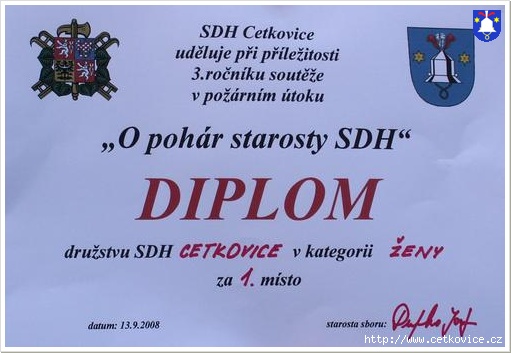 SDH Cetkovice
uděluje při příležitosti
3.ročníku soutěže
v požárním útoku
„O pohár starosty SDH“
DIPLOM
družstvu SDH CETKOVICE v kategorii ŽENY
za 1. místo
datum: 13.9.2008 starosta sboru:
http://www.cetkovice.cz